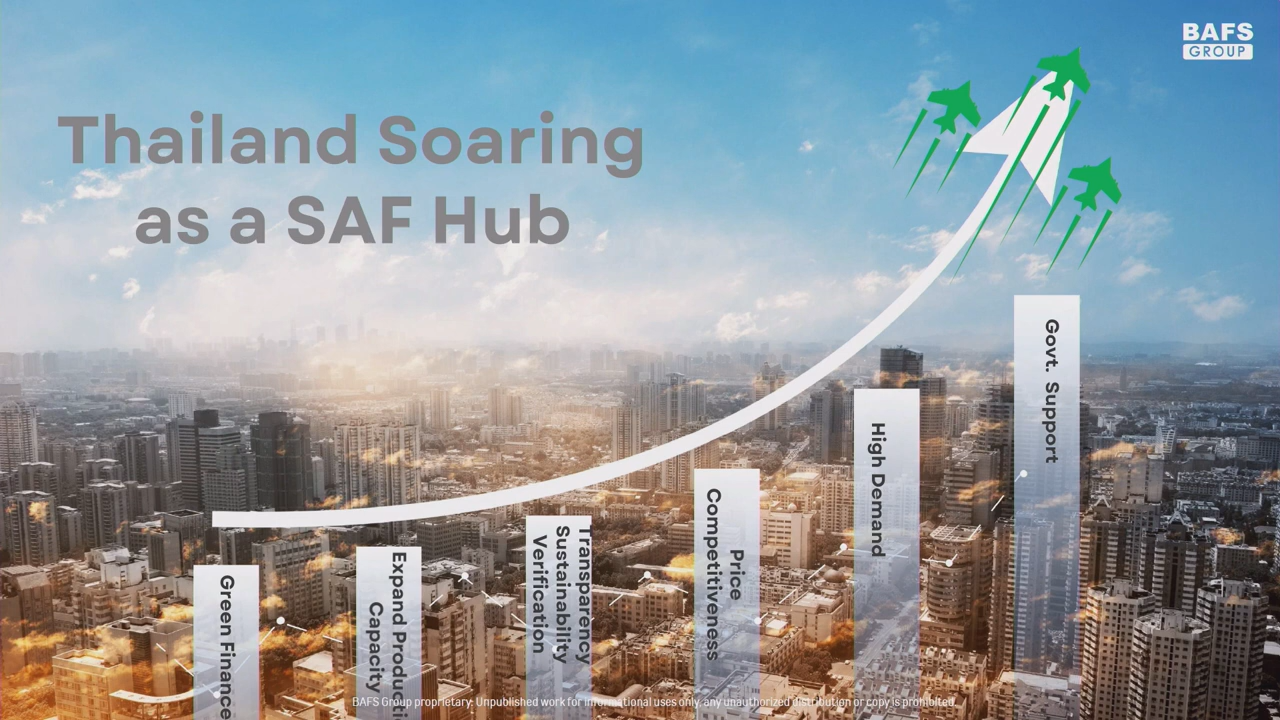 BAFS
GROUP
Thailand Soaring
as a SAF Hub
Green Finance
Expand
Capacity
Transparency
Sustainability
Verification
Price
Competitiveness
High Demand
Govt. Support
BAFS Group proprietary: Unpublished work for informational uses only, any unauthorized distribution or copy is prohibited.